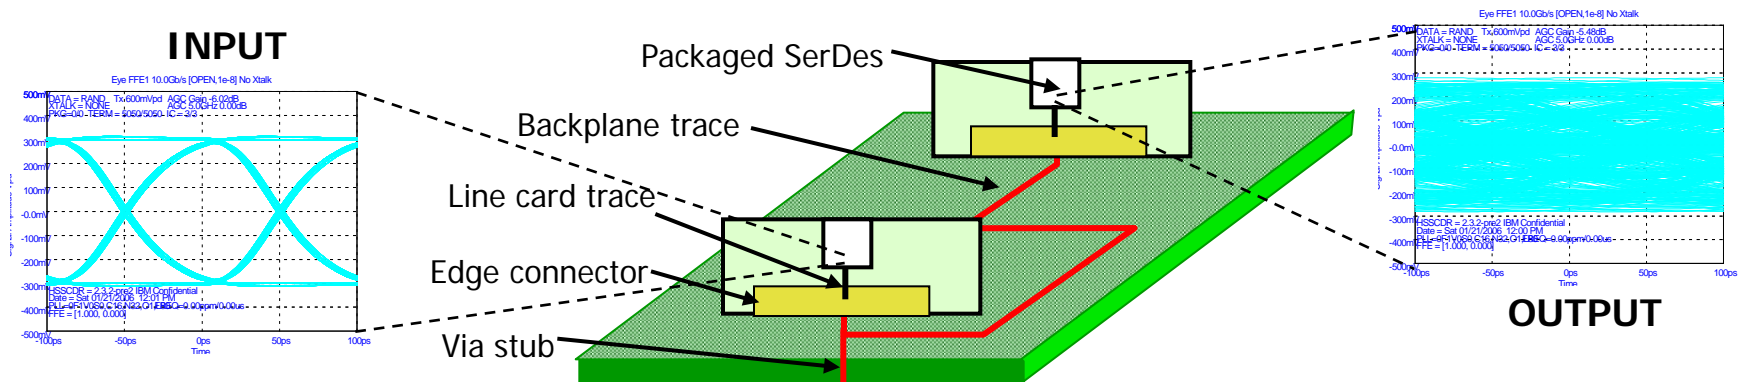 INPUT
Eye FFE1 10.0Gb/s [OPEN,1e-8] No Xtalk
500mV
DATA = RAND Tx 600mVpd AGC Gain -6.02dB
XTALK = NONE AGC 5.0GHz 0.00dB
PKG=0/0 TERM = 5050/5050 IC = 3/3
400mV
300mV
200mV
100mV
-0.0mV
-100mV
-200mV
-300mV
HSSCDR = 2.3.2-pre2 IBM Confidential
Date = Sat 01/21/2006 12:01 PM
-400mV
FFE = [1.000, 0.000]
-500mV
-100ps -50ps 0ps 50ps 100ps
Time
Packaged SerDes
Backplane trace
Line card trace
Edge connector
Via stub
Eye FFE1 10.0Gb/s [OPEN,1e-8] No Xtalk
500mV
DATA = RAND Tx 600mVpd AGC Gain -5.48dB
XTALK = NONE AGC 5.0GHz 0.00dB
PKG=0/0 TERM = 5050/5050 IC = 3/3
400mV
300mV
200mV
100mV
-0.0mV
-100mV
-200mV
-300mV
HSSCDR = 2.3.2-pre2 IBM Confidential
Date = Sat 01/21/2006 12:00 PM
-400mV
FFE = [1.000, 0.000]
-500mV
-100ps -50ps 0ps 50ps 100ps
Time
OUTPUT